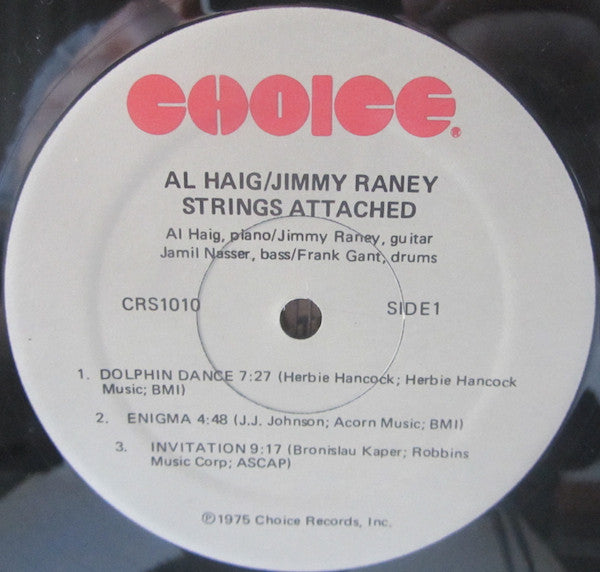 CHOICE®
AL HAIG/JIMMY RANEY
STRINGS ATTACHED
Al Haig, piano/Jimmy Raney, guitar
Jamil Nasser, bass/Frank Gant, drums
CRS1010 SIDE1
1. DOLPHIN DANCE 7:27 (Herbie Hancock; Herbie Hancock
Music; BMI)
2. ENIGMA 4:48 (J.J. Johnson; Acorn Music; BMI)
3. INVITATION 9:17 (Bronislau Kaper; Robbins
Music Corp; ASCAP)
℗1975 Choice Records, Inc.